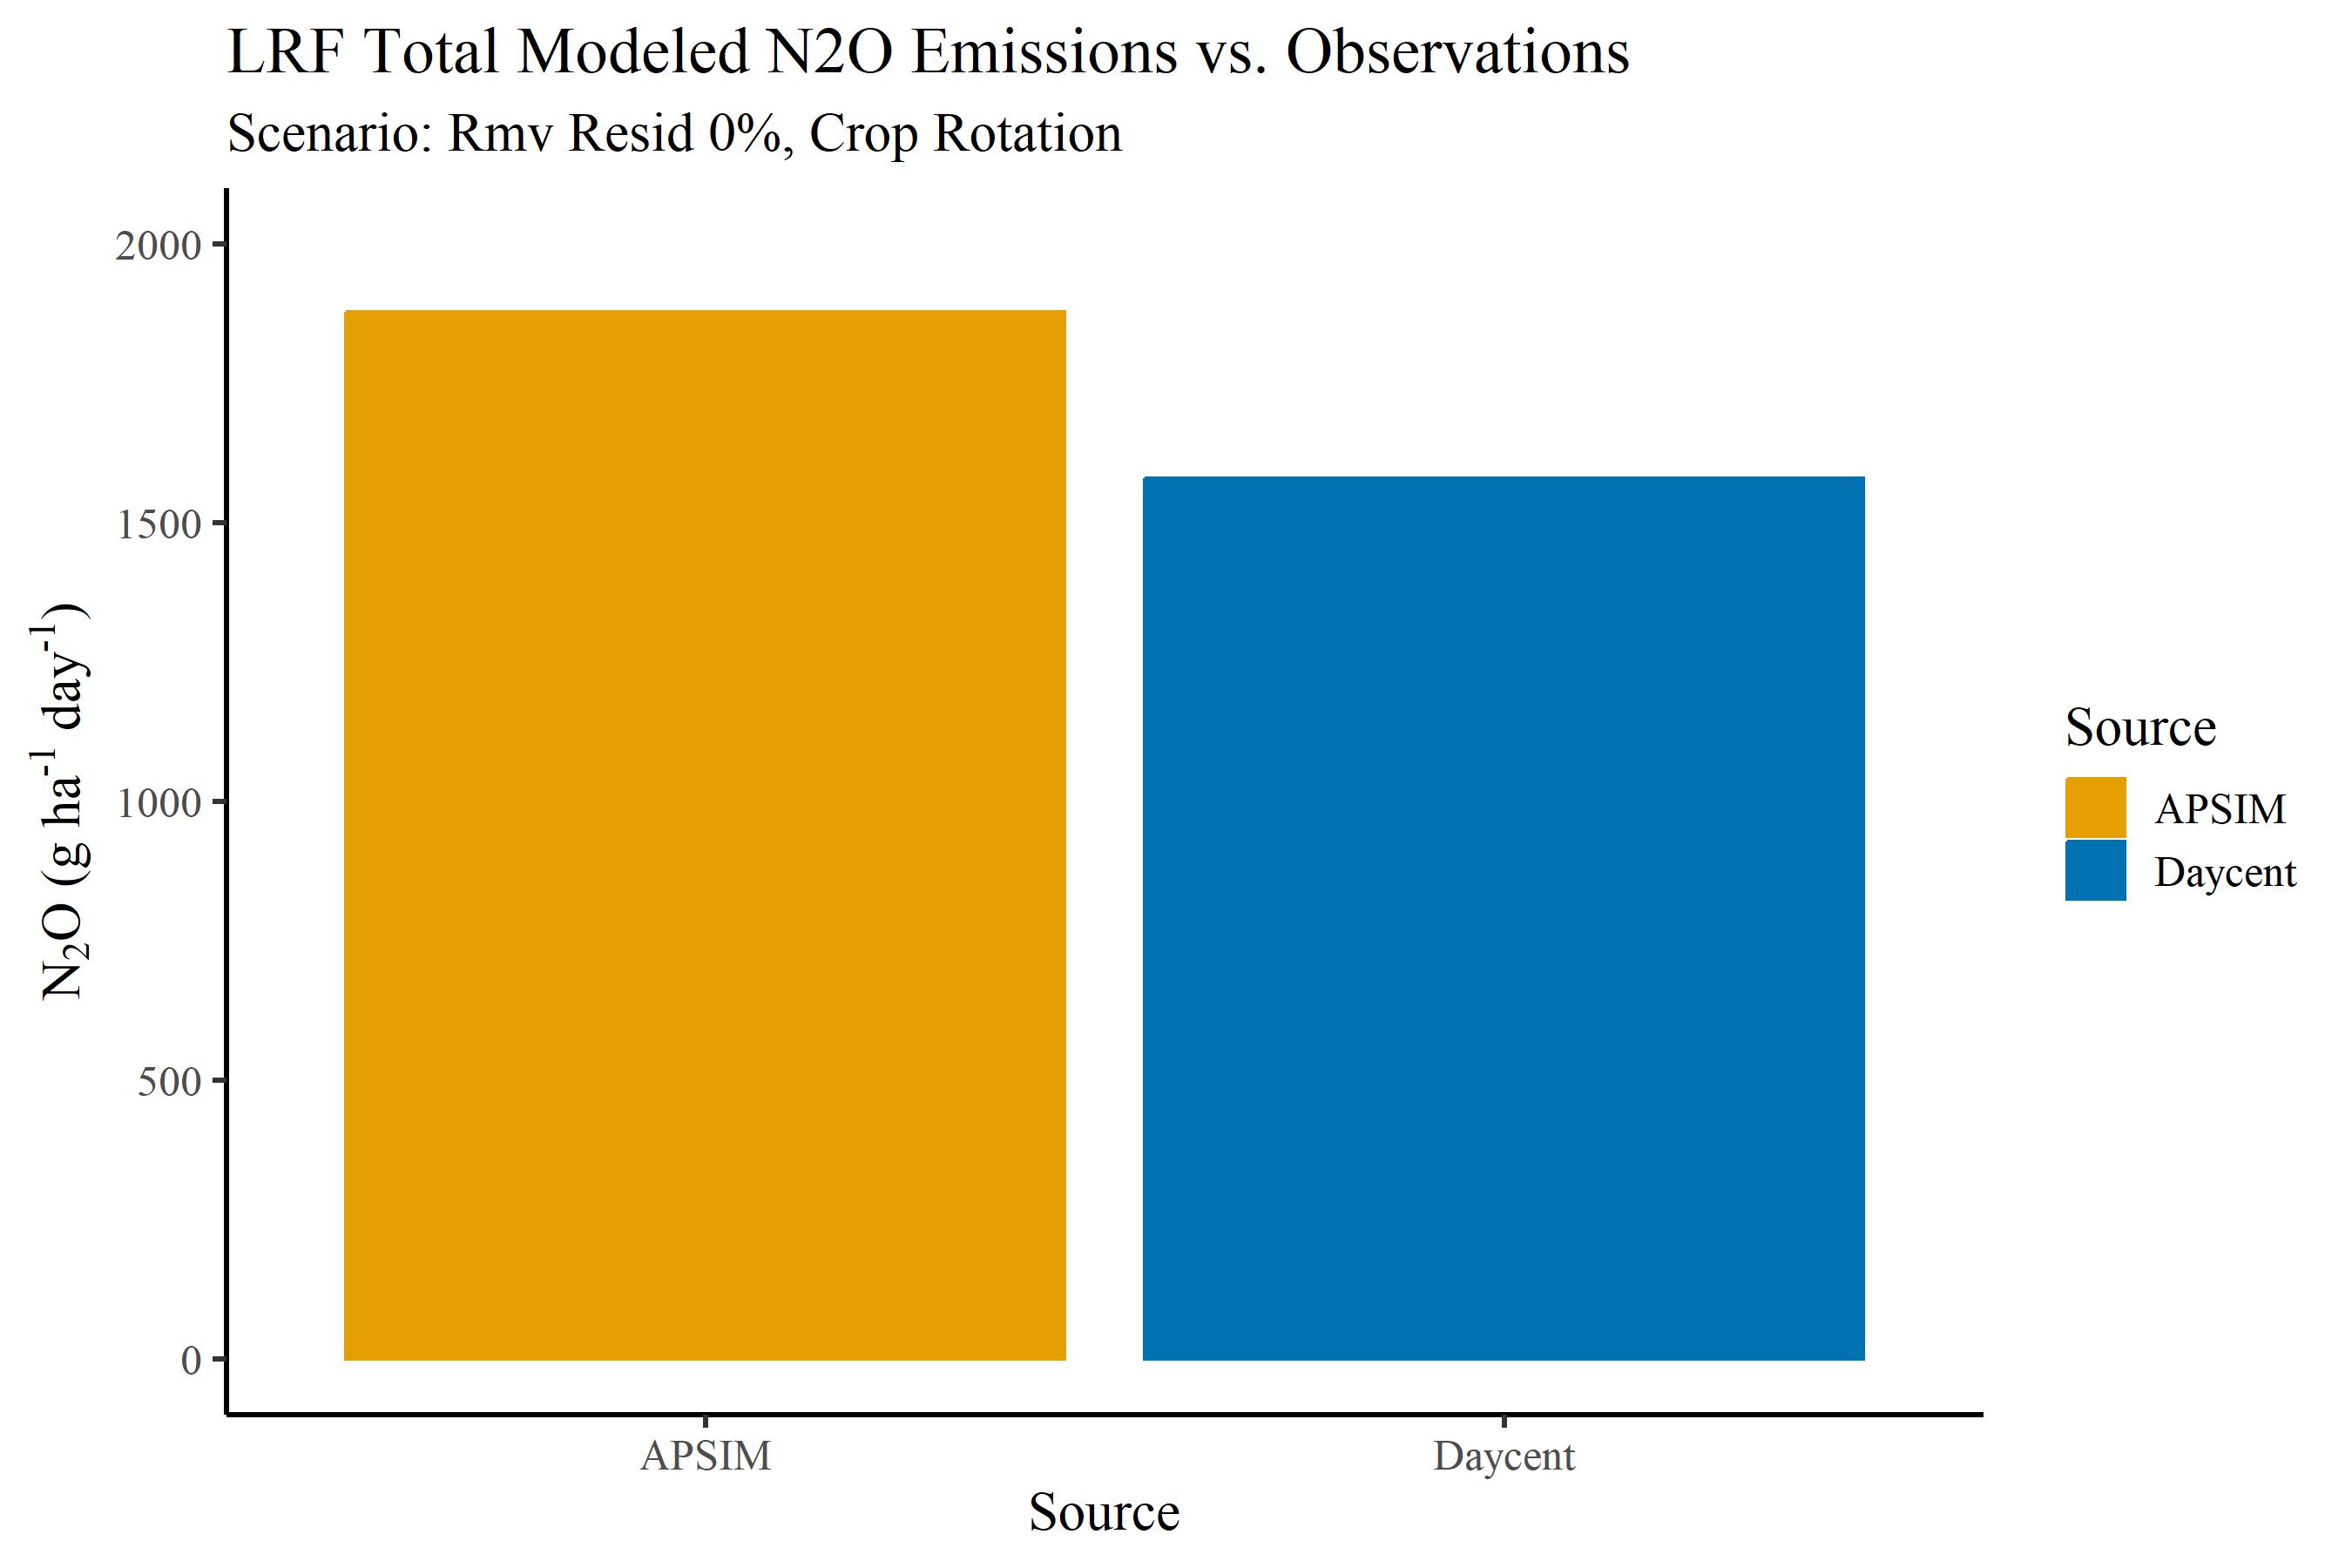 LRF Total Modeled N2O Emissions vs. Observations
Scenario: Rmv Resid 0%, Crop Rotation
N₂O (g ha⁻¹ day⁻¹)
2000
1500
1000
500
0
APSIM
Daycent
Source
Source
APSIM
Daycent